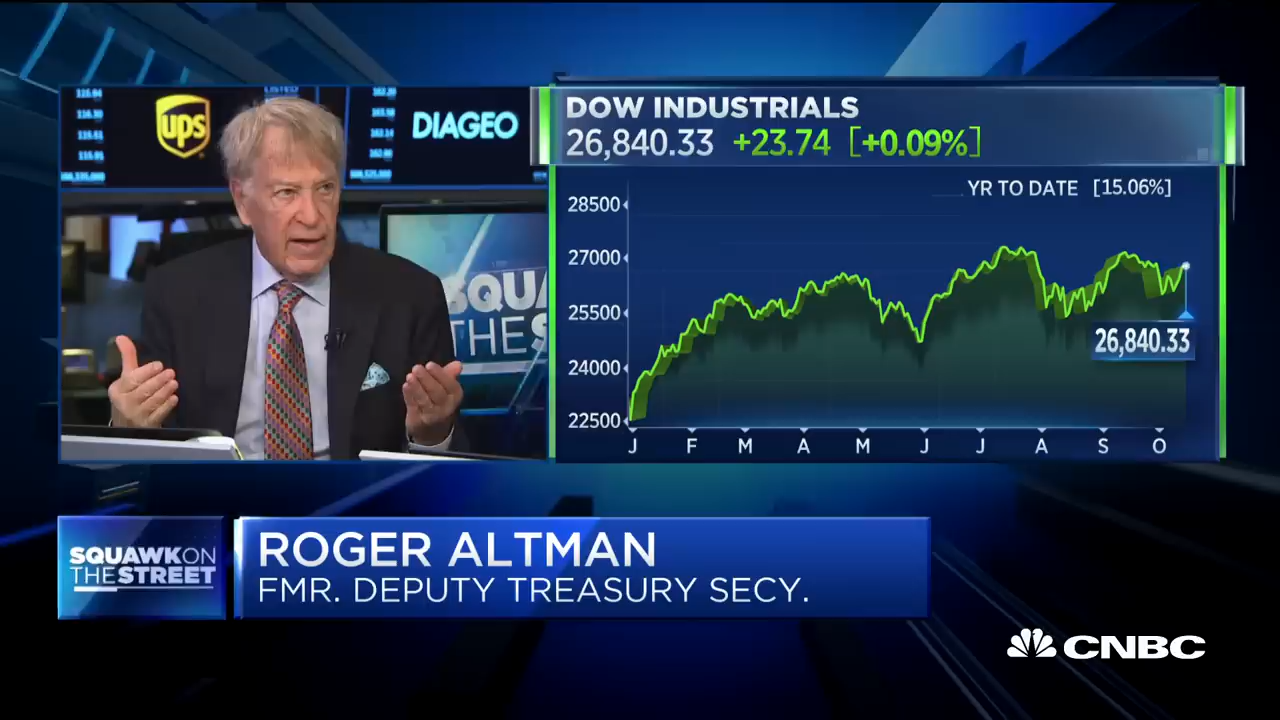 LISTED
ups
DIAGEO
SQUA
THE S
DOW INDUSTRIALS
26,840.33 +23.74 [+0.09%]
YR TO DATE [15.06%]
28500
27000
25500
24000
22500
26,840.33
J F M A M J J A S O
SQUAWK ON
THE STREET
ROGER ALTMAN
FMR. DEPUTY TREASURY SECY.
CNBC